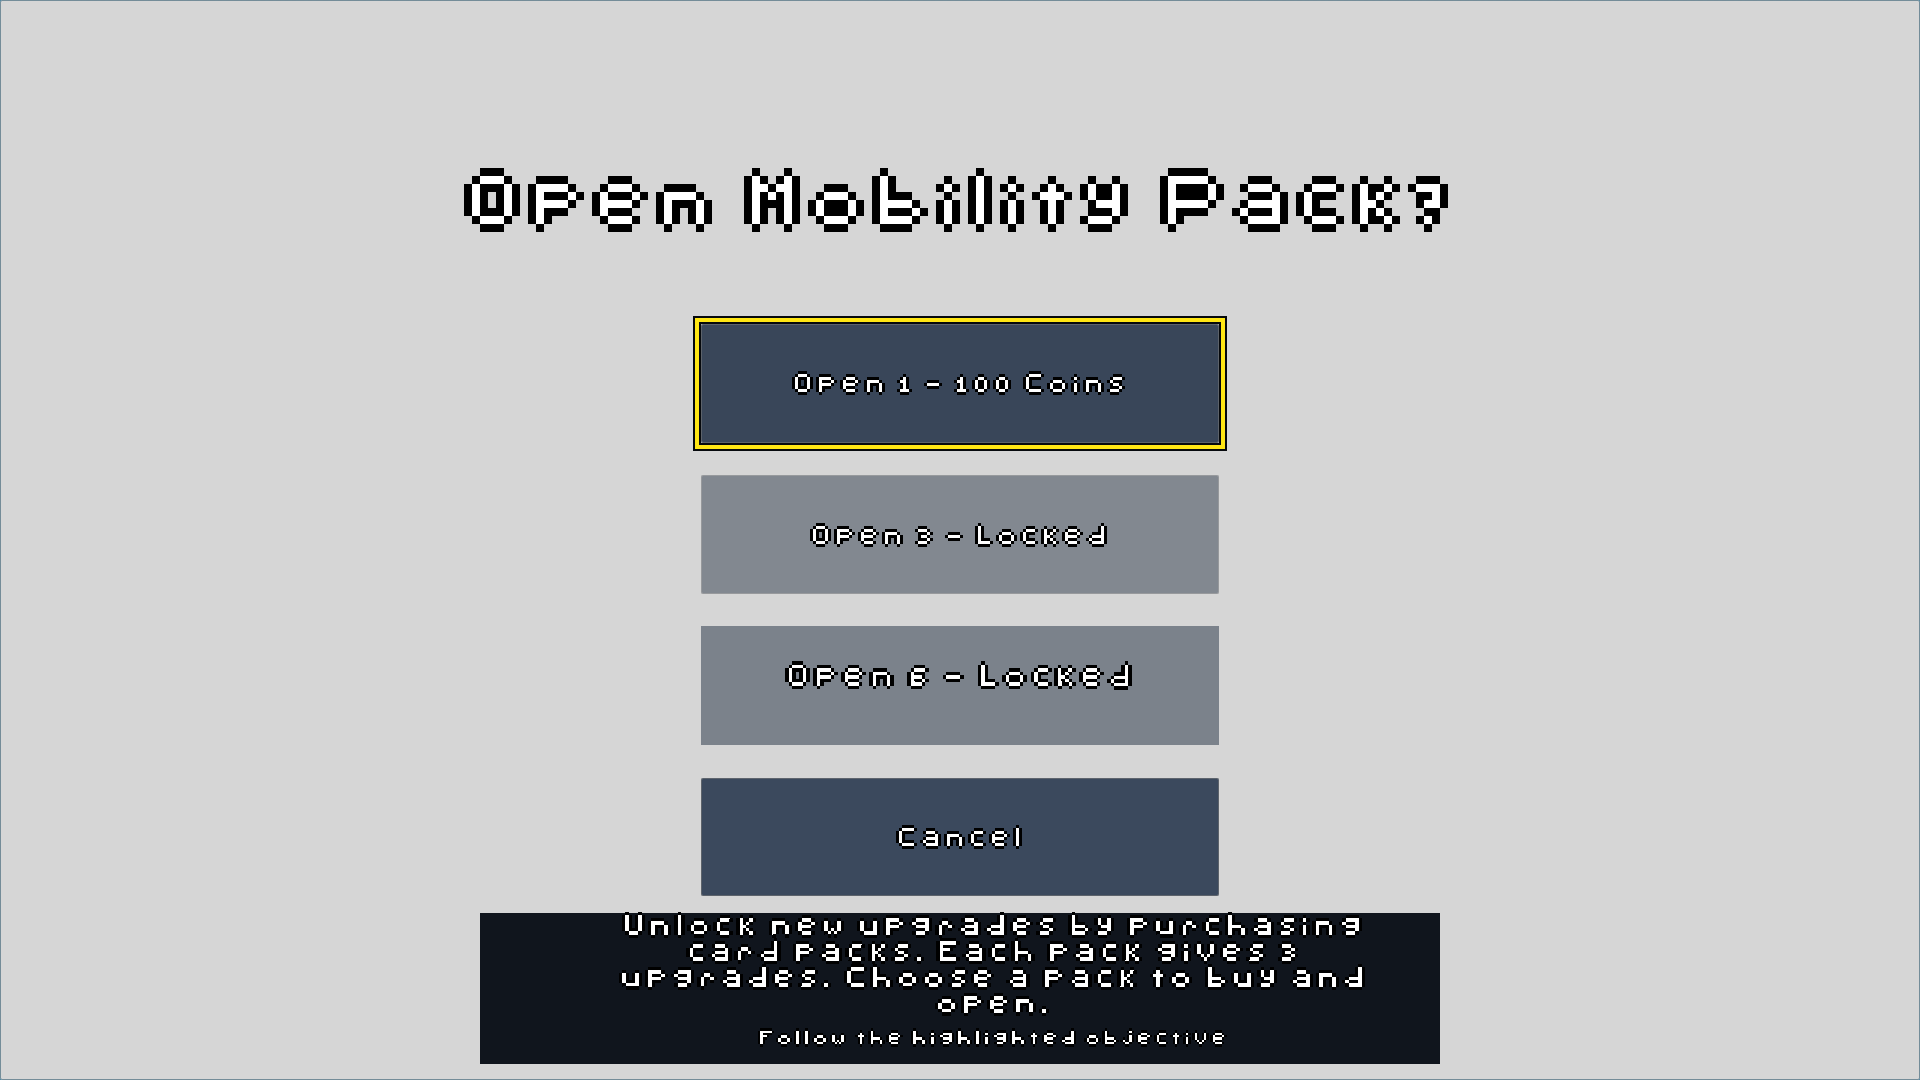 Open Mobility Pack?
Open 1 - 100 Coins
Open 3 - Locked
Open 6 - Locked
Cancel
Unlock new upgrades by purchasing
card packs. Each pack gives 3
upgrades. Choose a pack to buy and
open.
Follow the highlighted objective